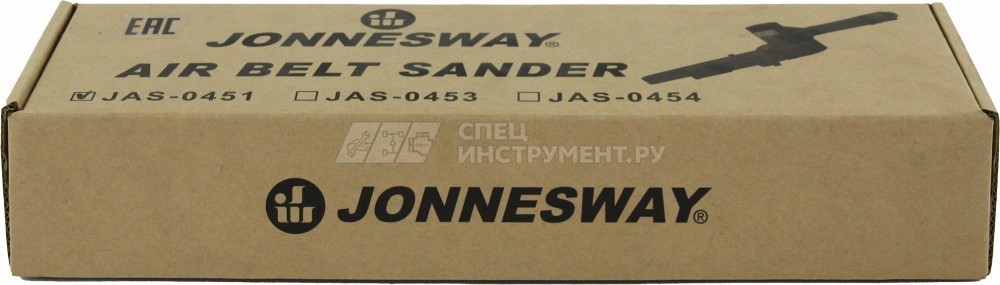 EAC
JONNESWAY®
AIR BELT SANDER
☑ JAS-0451 ☐ JAS-0453 ☐ JAS-0454
СПЕЦ
ИНСТРУМЕНТ.РУ
JONNESWAY®